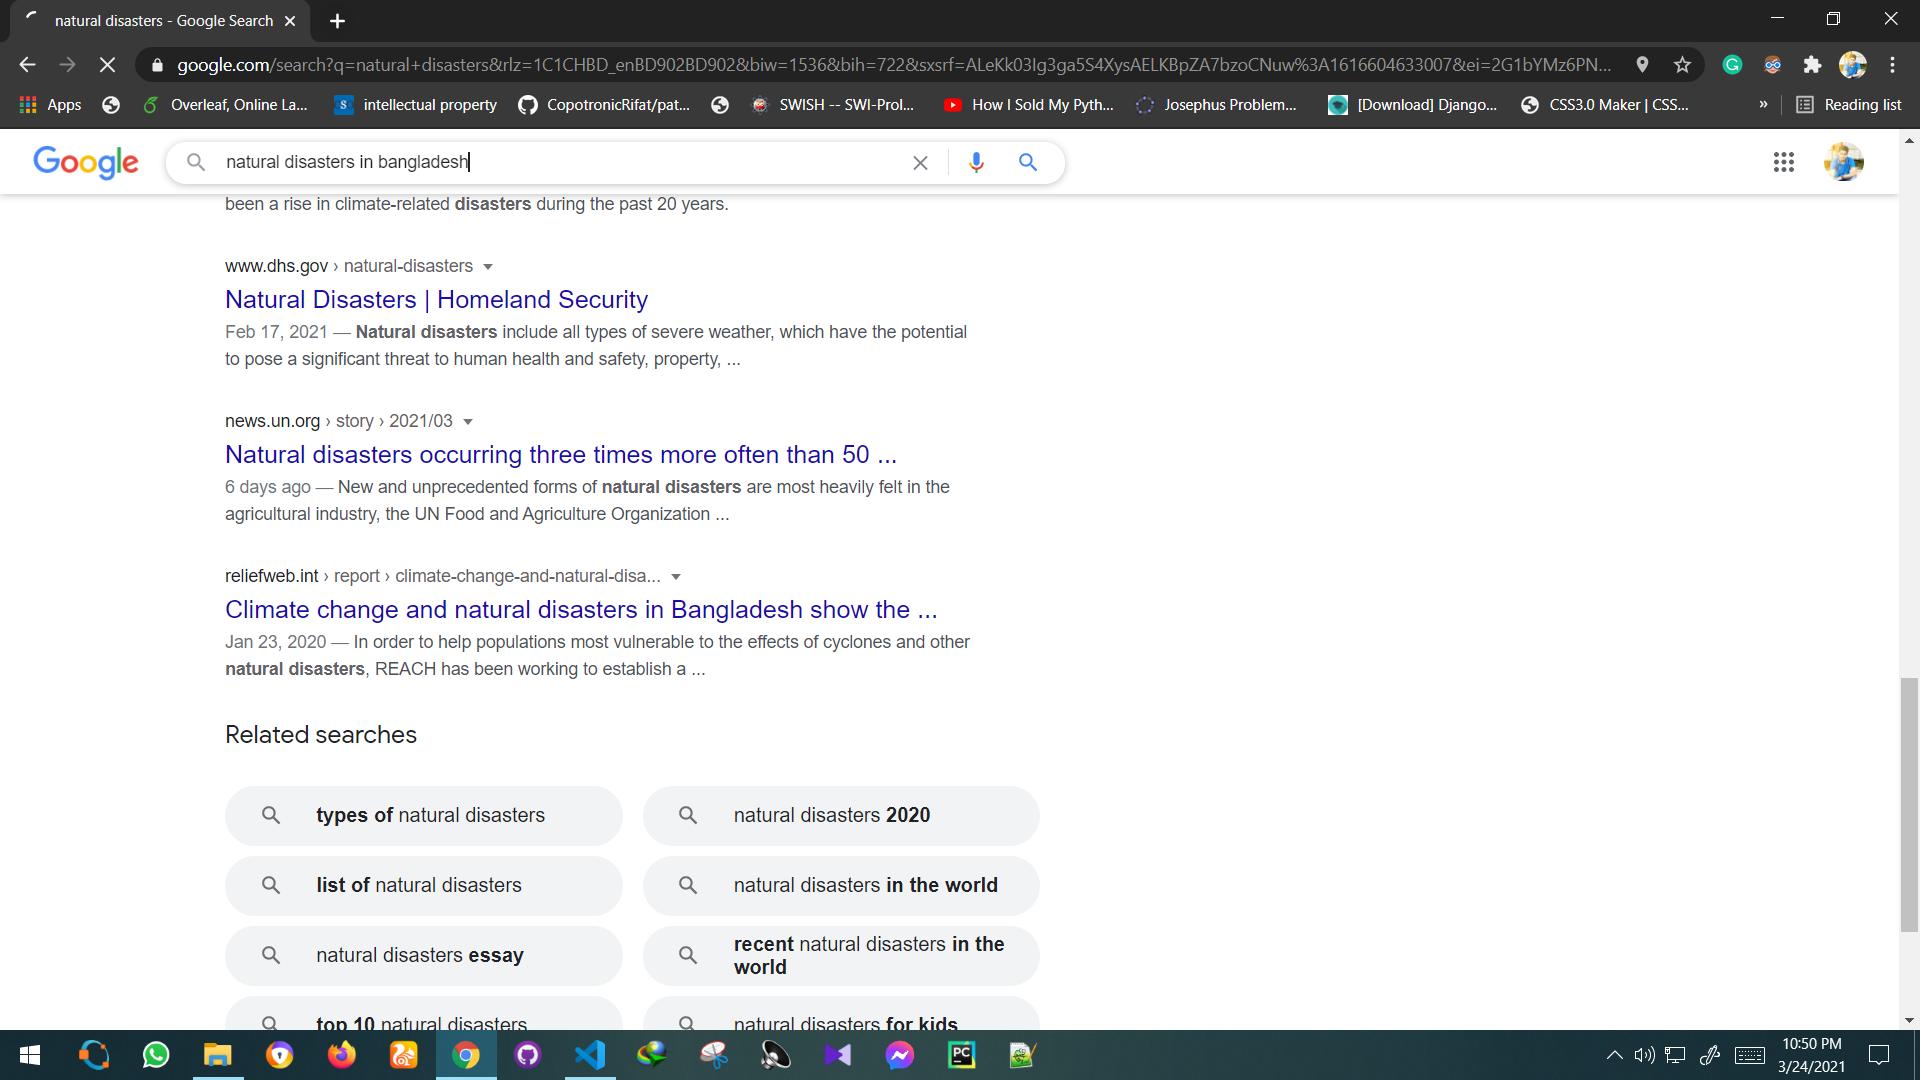 natural disasters - Google Search
google.com/search?q=natural+disasters&rlz=1C1CHBD_enBD902BD902&biw=1536&bih=722&sxsrf=ALeKk03Ig3ga5S4XysAELKBpZA7bzoCNuw%3A1616604633007&ei=2G1bYMz6PN...
Apps Overleaf, Online La... intellectual property CopotronicRifat/pat... SWISH -- SWI-Prol... How I Sold My Pyth... Josephus Problem... [Download] Django... CSS3.0 Maker | CSS... » Reading list
Google natural disasters in bangladesh
been a rise in climate-related disasters during the past 20 years.
www.dhs.gov › natural-disasters
Natural Disasters | Homeland Security
Feb 17, 2021 — Natural disasters include all types of severe weather, which have the potential
to pose a significant threat to human health and safety, property, ...
news.un.org › story › 2021/03
Natural disasters occurring three times more often than 50 ...
6 days ago — New and unprecedented forms of natural disasters are most heavily felt in the
agricultural industry, the UN Food and Agriculture Organization ...
reliefweb.int › report › climate-change-and-natural-disa...
Climate change and natural disasters in Bangladesh show the ...
Jan 23, 2020 — In order to help populations most vulnerable to the effects of cyclones and other
natural disasters, REACH has been working to establish a ...
Related searches
types of natural disasters
natural disasters 2020
list of natural disasters
natural disasters in the world
natural disasters essay
recent natural disasters in the
world
top 10 natural disasters
natural disasters for kids
10:50 PM
3/24/2021